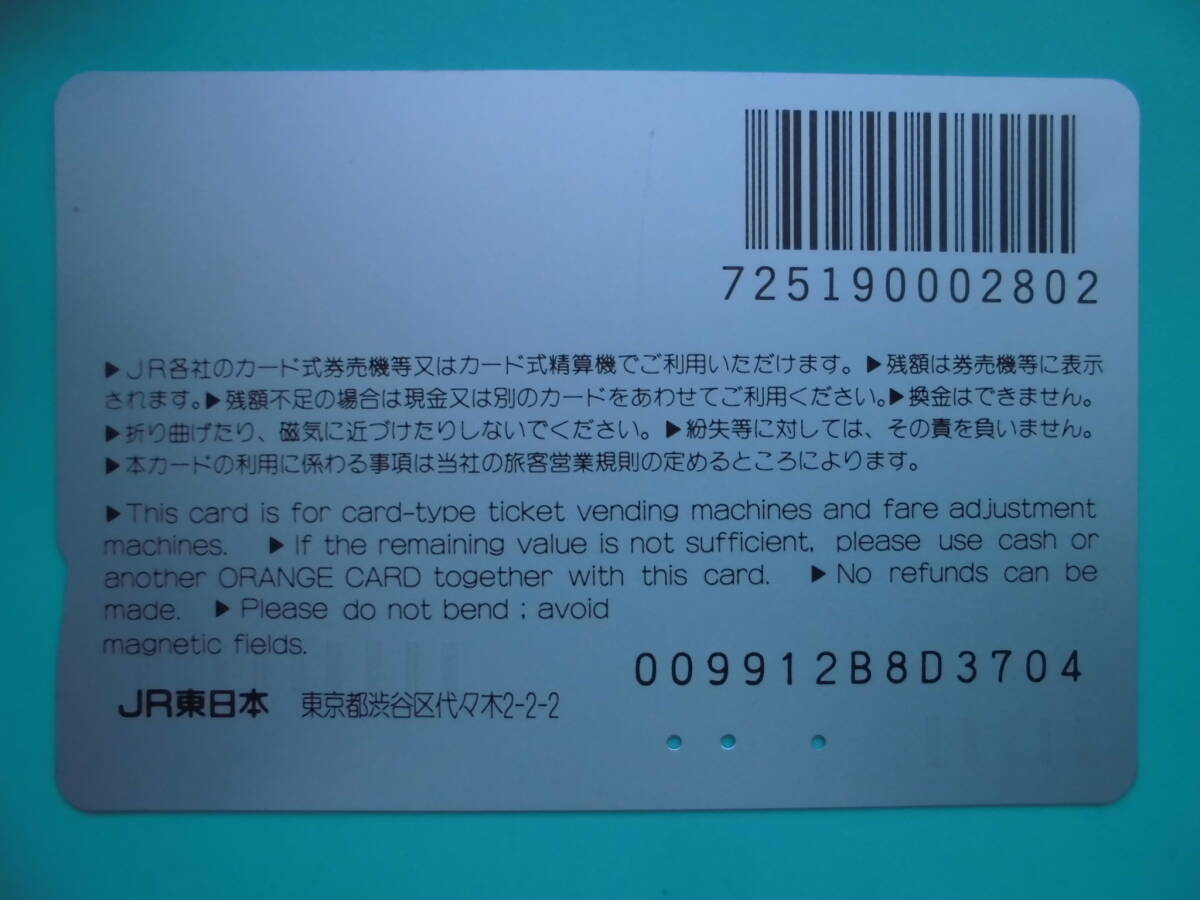 725190002802
▶JR各社のカード式券売機等又はカード式精算機でご利用いただけます。▶残額は券売機等に表示
されます。▶残額不足の場合は現金又は別のカードをあわせてご利用ください。▶換金はできません。
▶折り曲げたり、磁気に近づけたりしないでください。▶紛失等に対しては、その責を負いません。
▶本カードの利用に係わる事項は当社の旅客営業規則の定めるところによります。
▶This card is for card-type ticket vending machines and fare adjustment
machines. ▶If the remaining value is not sufficient, please use cash or
another ORANGE CARD together with this card. ▶No refunds can be
made. ▶Please do not bend; avoid
magnetic fields.
009912B8D3704
JR東日本 東京都渋谷区代々木2-2-2